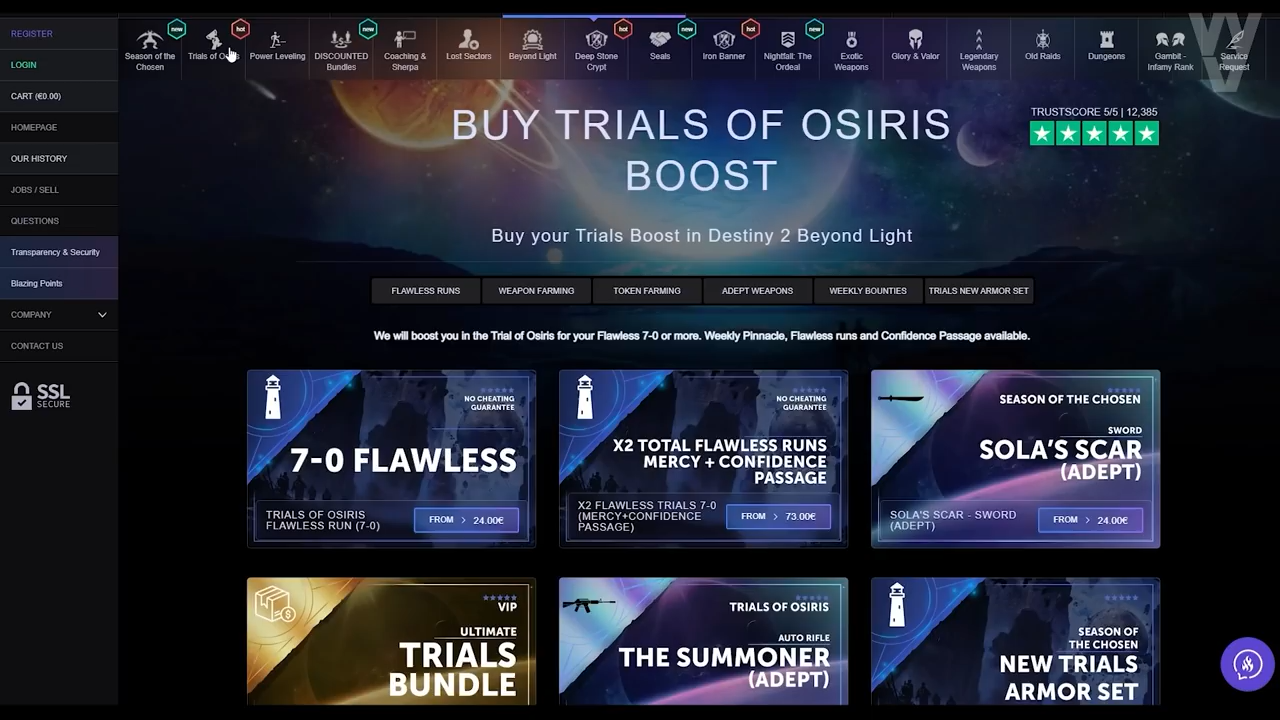 REGISTER
LOGIN
CART (€0.00)
HOMEPAGE
OUR HISTORY
JOBS / SELL
QUESTIONS
Transparency & Security
Blazing Points
COMPANY
CONTACT US
SSL
SECURE
new
hot
new
hot
new
hot
new
Season of the
Chosen
Trials of Osiris
Power Leveling
DISCOUNTED
Bundles
Coaching &
Sherpa
Lost Sectors
Beyond Light
Deep Stone
Crypt
Seals
Iron Banner
Nightfall: The
Ordeal
Exotic
Weapons
Glory & Valor
Legendary
Weapons
Old Raids
Dungeons
Gambit -
Infamy Rank
Service
Request
W
BUY TRIALS OF OSIRIS
BOOST
TRUSTSCORE 5/5 | 12,385
Buy your Trials Boost in Destiny 2 Beyond Light
FLAWLESS RUNS
WEAPON FARMING
TOKEN FARMING
ADEPT WEAPONS
WEEKLY BOUNTIES
TRIALS NEW ARMOR SET
We will boost you in the Trial of Osiris for your Flawless 7-0 or more. Weekly Pinnacle, Flawless runs and Confidence Passage available.
NO CHEATING
GUARANTEE
7-0 FLAWLESS
TRIALS OF OSIRIS
FLAWLESS RUN (7-0)
FROM > 24.00€
NO CHEATING
GUARANTEE
X2 TOTAL FLAWLESS RUNS
MERCY + CONFIDENCE
PASSAGE
X2 FLAWLESS TRIALS 7-0
(MERCY+CONFIDENCE
PASSAGE)
FROM > 73.00€
SEASON OF THE CHOSEN
SWORD
SOLA'S SCAR
(ADEPT)
SOLA'S SCAR - SWORD
(ADEPT)
FROM > 24.00€
VIP
ULTIMATE
TRIALS
BUNDLE
TRIALS OF OSIRIS
AUTO RIFLE
THE SUMMONER
(ADEPT)
SEASON OF
THE CHOSEN
NEW TRIALS
ARMOR SET